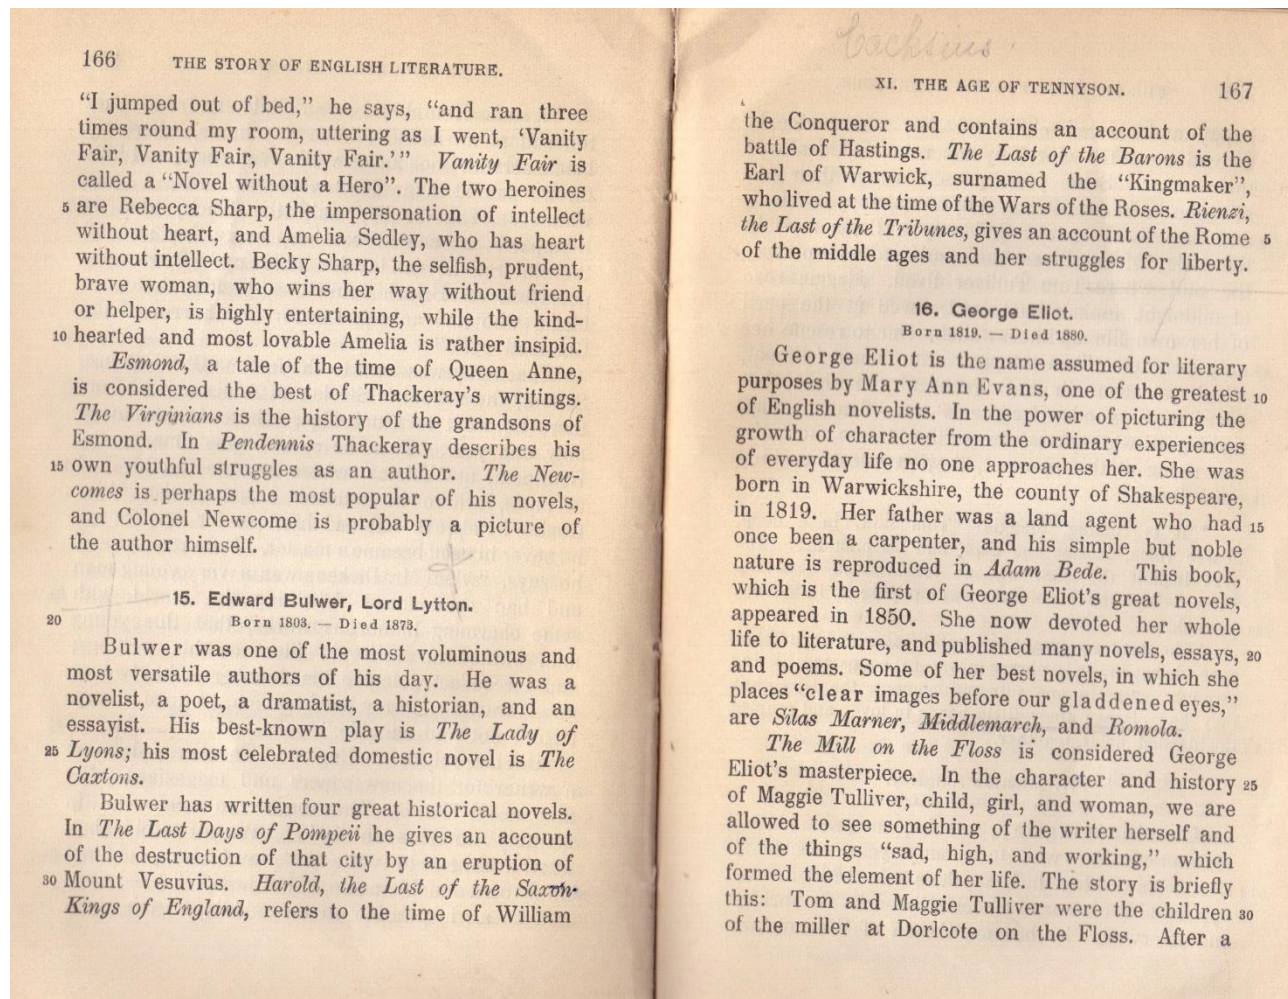 166 THE STORY OF ENGLISH LITERATURE.
“I jumped out of bed,” he says, “and ran three
times round my room, uttering as I went, ‘Vanity
Fair, Vanity Fair, Vanity Fair.’” Vanity Fair is
called a “Novel without a Hero”. The two heroines
5 are Rebecca Sharp, the impersonation of intellect
without heart, and Amelia Sedley, who has heart
without intellect. Becky Sharp, the selfish, prudent,
brave woman, who wins her way without friend
or helper, is highly entertaining, while the kind-
10 hearted and most lovable Amelia is rather insipid.
Esmond, a tale of the time of Queen Anne,
is considered the best of Thackeray’s writings.
The Virginians is the history of the grandsons of
Esmond. In Pendennis Thackeray describes his
15 own youthful struggles as an author. The New-
comes is perhaps the most popular of his novels,
and Colonel Newcome is probably a picture of
the author himself.
15. Edward Bulwer, Lord Lytton.
20 Born 1803. — Died 1873.
Bulwer was one of the most voluminous and
most versatile authors of his day. He was a
novelist, a poet, a dramatist, a historian, and an
essayist. His best-known play is The Lady of
25 Lyons; his most celebrated domestic novel is The
Caxtons.
Bulwer has written four great historical novels.
In The Last Days of Pompeii he gives an account
of the destruction of that city by an eruption of
30 Mount Vesuvius. Harold, the Last of the Saxon
Kings of England, refers to the time of William
XI. THE AGE OF TENNYSON. 167
the Conqueror and contains an account of the
battle of Hastings. The Last of the Barons is the
Earl of Warwick, surnamed the “Kingmaker”,
who lived at the time of the Wars of the Roses. Rienzi,
the Last of the Tribunes, gives an account of the Rome 5
of the middle ages and her struggles for liberty.
16. George Eliot.
Born 1819. — Died 1880.
George Eliot is the name assumed for literary
purposes by Mary Ann Evans, one of the greatest 10
of English novelists. In the power of picturing the
growth of character from the ordinary experiences
of everyday life no one approaches her. She was
born in Warwickshire, the county of Shakespeare,
in 1819. Her father was a land agent who had 15
once been a carpenter, and his simple but noble
nature is reproduced in Adam Bede. This book,
which is the first of George Eliot’s great novels,
appeared in 1850. She now devoted her whole
life to literature, and published many novels, essays, 20
and poems. Some of her best novels, in which she
places “clear images before our gladdened eyes,”
are Silas Marner, Middlemarch, and Romola.
The Mill on the Floss is considered George
Eliot’s masterpiece. In the character and history 25
of Maggie Tulliver, child, girl, and woman, we are
allowed to see something of the writer herself and
of the things “sad, high, and working,” which
formed the element of her life. The story is briefly
this: Tom and Maggie Tulliver were the children 30
of the miller at Dorlcote on the Floss. After a